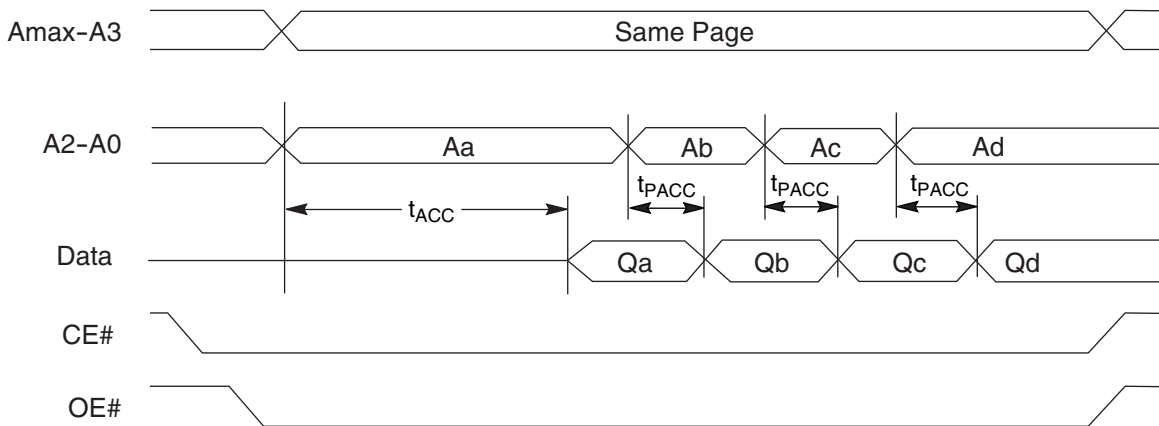 Amax-A3 Same Page
A2-A0 Aa Ab Ac Ad
tACC tPACC tPACC tPACC
Data Qa Qb Qc Qd
CE#
OE#